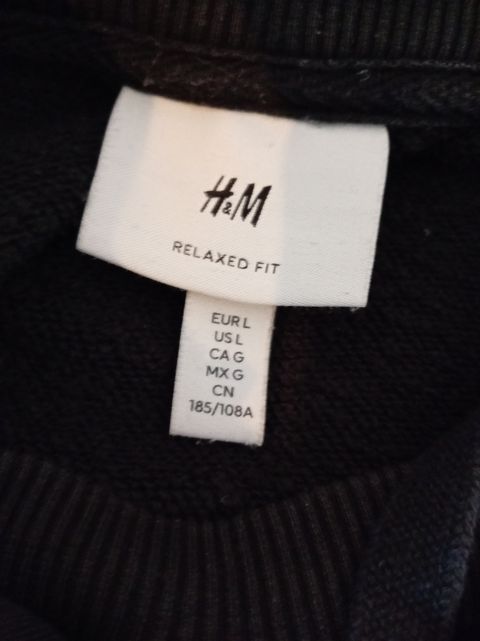 H&M
RELAXED FIT
EUR L
US L
CA G
MX G
CN
185/108A